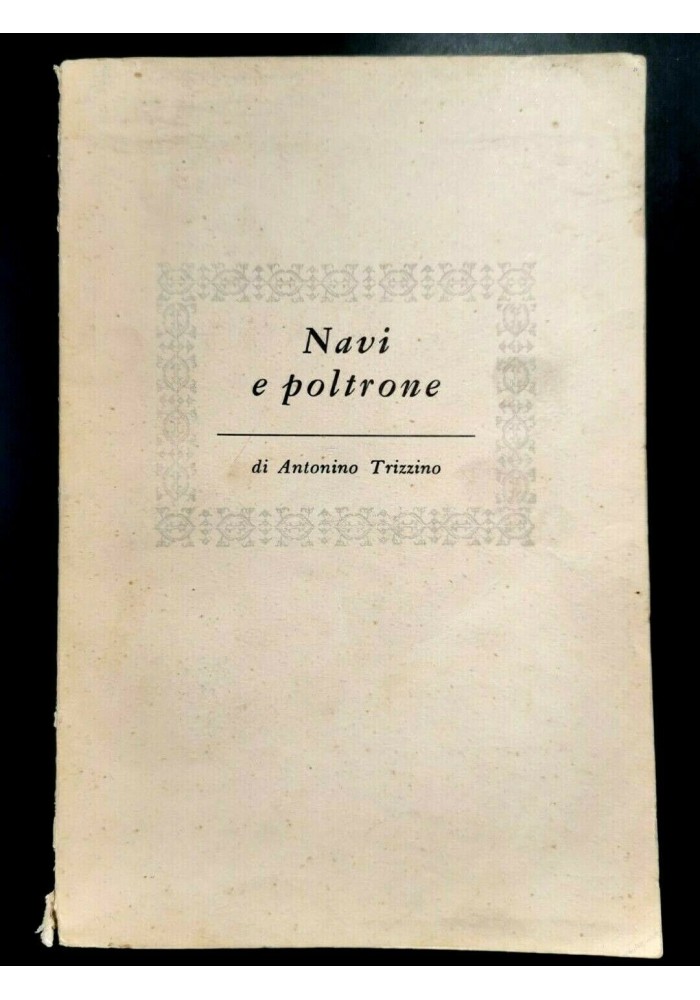 Navi
e poltrone
di Antonino Trizzino